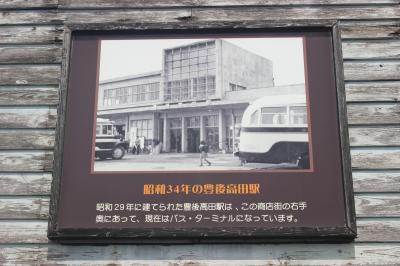 昭和34年の豊後高田駅
昭和29年に建てられた豊後高田駅は、この商店街の右手
奥にあって、現在はバス・ターミナルになっています。